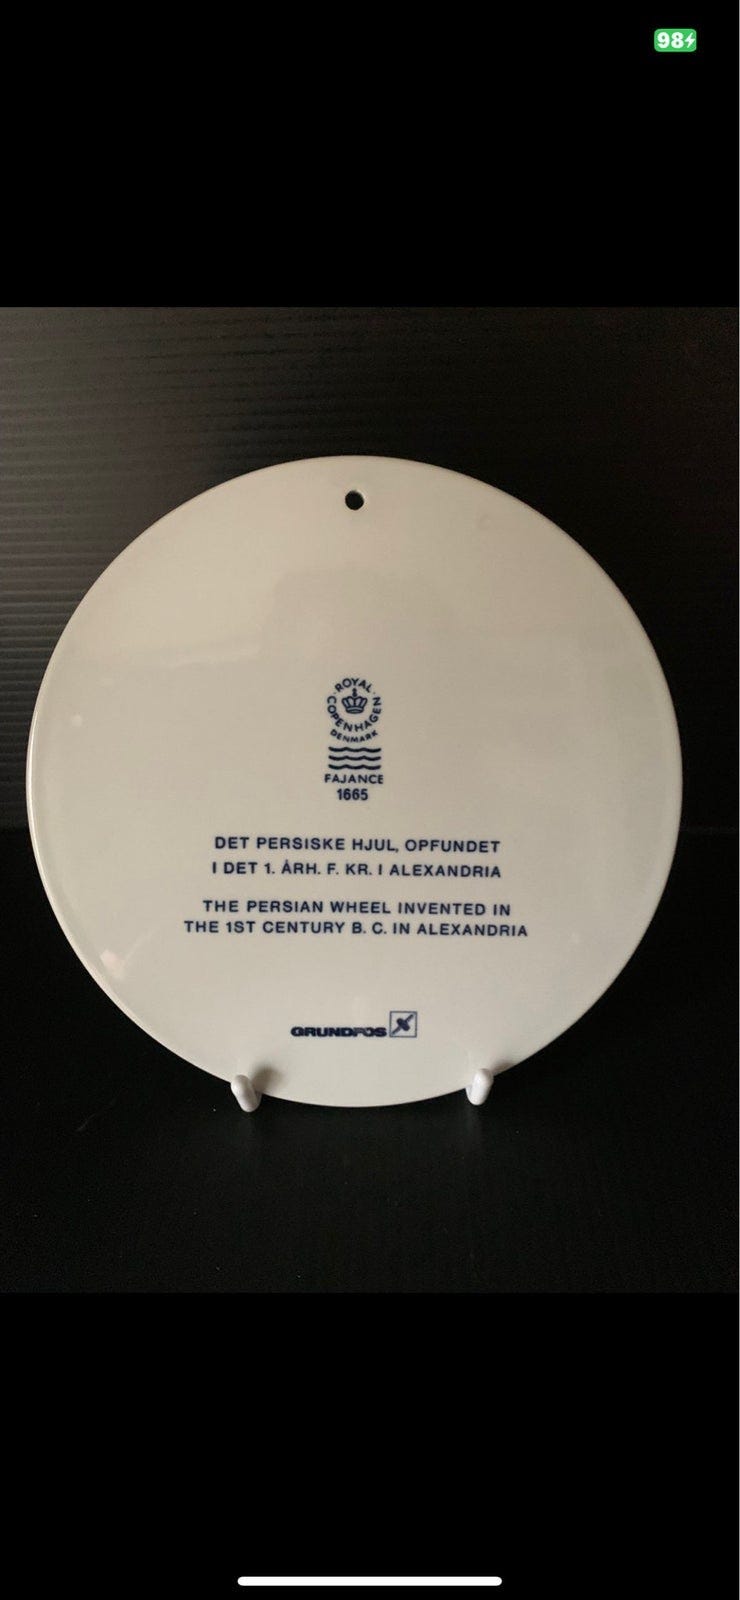 98
ROYAL COPENHAGEN
DENMARK
FAJANCE
1665
DET PERSISKE HJUL, OPFUNDET
I DET 1. ÅRH. F. KR. I ALEXANDRIA
THE PERSIAN WHEEL INVENTED IN
THE 1ST CENTURY B. C. IN ALEXANDRIA
GRUNDFOS